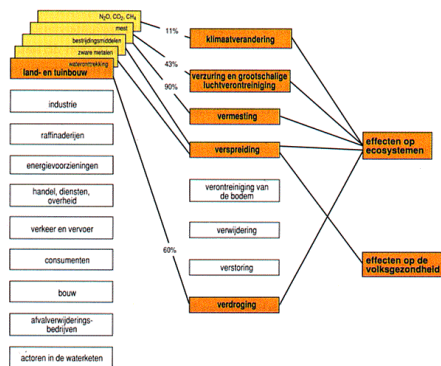 N₂O, CO₂, CH₄
mest
bestrijdingsmiddelen
zware metalen
wateronttrekking
land- en tuinbouw
industrie
raffinaderijen
energievoorzieningen
handel, diensten,
overheid
verkeer en vervoer
consumenten
bouw
afvalverwijderings-
bedrijven
actoren in de waterketen
11%
43%
90%
60%
klimaatverandering
verzuring en grootschalige
luchtverontreiniging
vermesting
verspreiding
verontreiniging van
de bodem
verwijdering
verstoring
verdroging
effecten op
ecosystemen
effecten op de
volksgezondheid